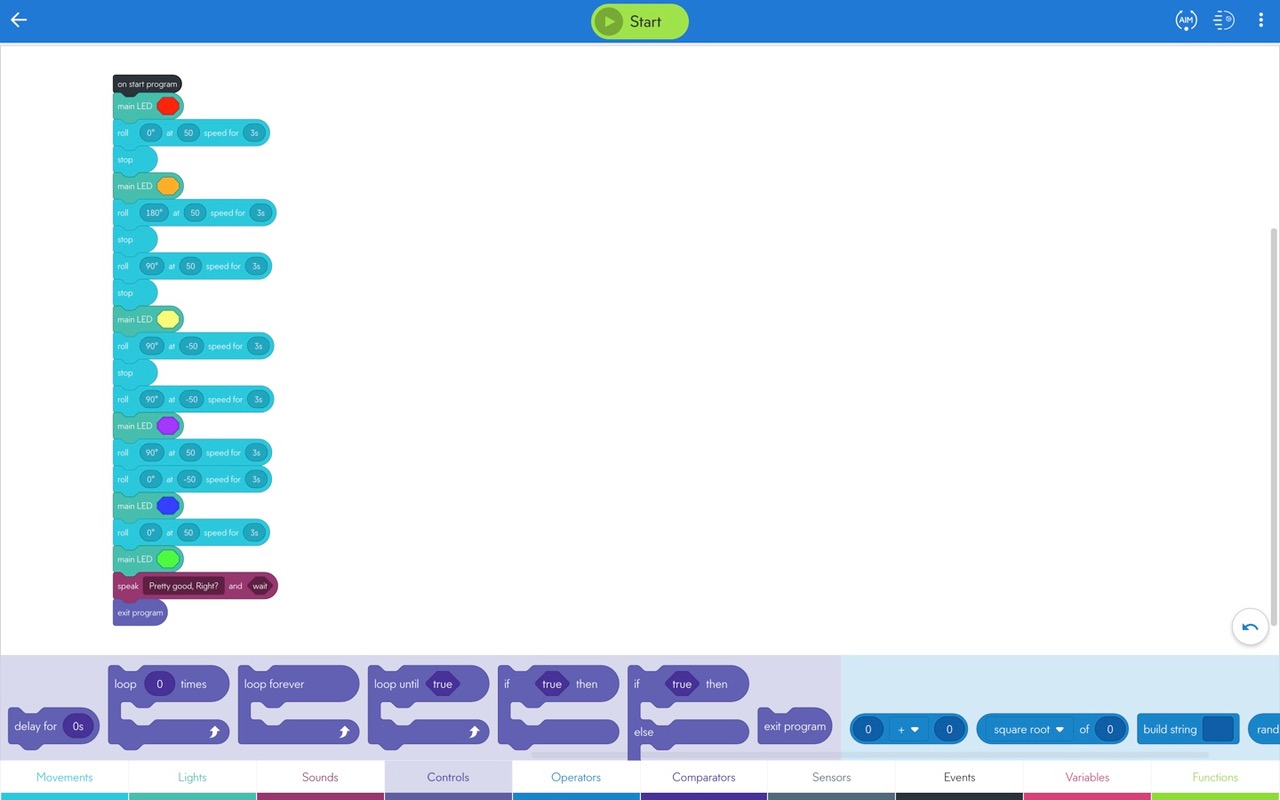 Start
AIM
on start program
main LED
roll 0° at 50 speed for 3s
stop
main LED
roll 180° at 50 speed for 3s
stop
roll 90° at 50 speed for 3s
stop
main LED
roll 90° at -50 speed for 3s
stop
roll 90° at -50 speed for 3s
main LED
roll 90° at 50 speed for 3s
roll 0° at -50 speed for 3s
main LED
roll 0° at 50 speed for 3s
main LED
speak Pretty good, Right? and wait
exit program
delay for 0s
loop 0 times
loop forever
loop until true
if true then
if true then
else
exit program
0 + 0
square root of 0
build string
rand
Movements Lights Sounds Controls Operators Comparators Sensors Events Variables Functions